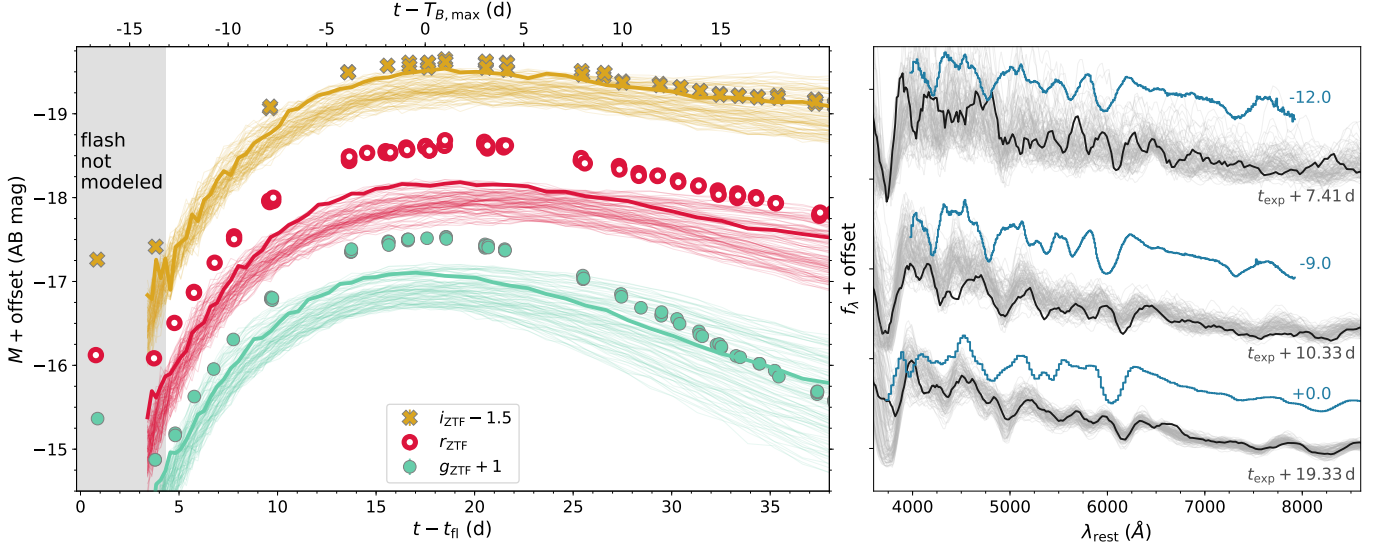 t − T_B,max (d)
-15 -10 -5 0 5 10 15 20
M + offset (AB mag)
−19
−18
−17
−16
−15
flash
not
modeled
i_ZTF − 1.5
r_ZTF
g_ZTF + 1
0 5 10 15 20 25 30 35
t − t_fl (d)
f_λ + offset
-12.0
t_exp + 7.41 d
-9.0
t_exp + 10.33 d
+0.0
t_exp + 19.33 d
4000 5000 6000 7000 8000
λ_rest (Å)